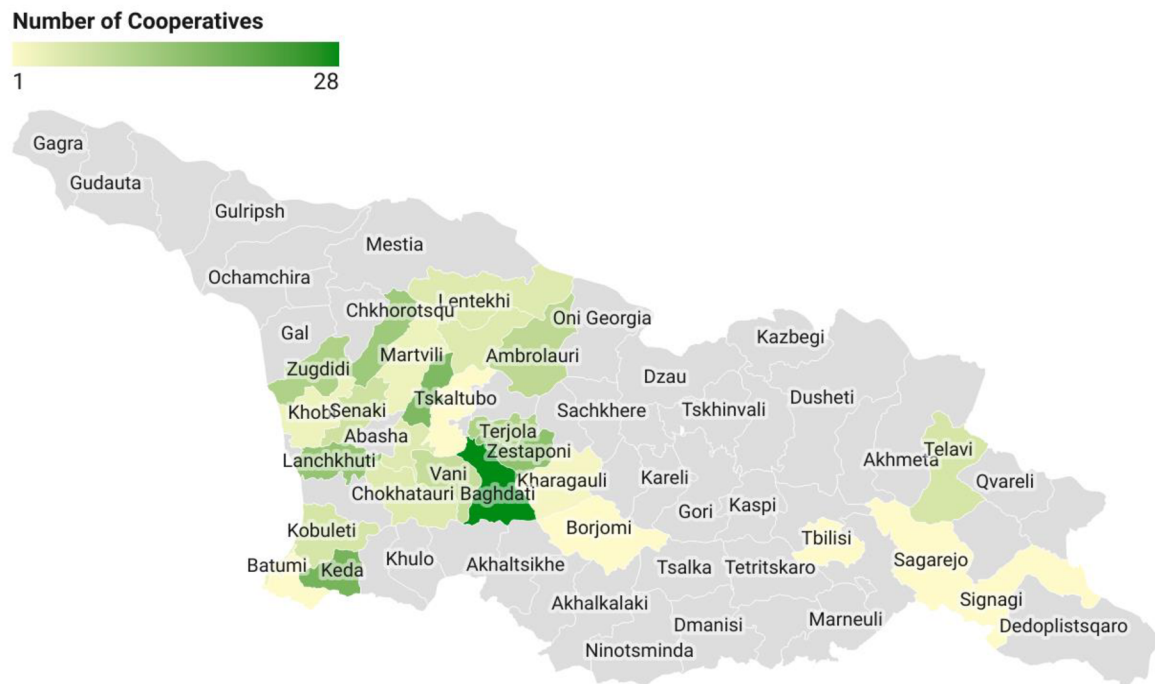 Number of Cooperatives
1 28
Gagra
Gudauta
Gulripsh
Mestia
Ochamchira
Lentekhi
Chkhorotsqu
Oni Georgia
Gal
Kazbegi
Martvili
Ambrolauri
Zugdidi
Dzau
Dusheti
Tskaltubo
Khobi
Senaki
Sachkhere
Tskhinvali
Abasha
Terjola
Zestaponi
Telavi
Lanchkhuti
Akhmeta
Vani
Kharagauli
Kareli
Qvareli
Chokhatauri
Baghdati
Kaspi
Gori
Kobuleti
Borjomi
Tbilisi
Batumi
Keda
Khulo
Akhaltsikhe
Tsalka
Tetritskaro
Sagarejo
Akhalkalaki
Signagi
Dmanisi
Marneuli
Dedoplistsqaro
Ninotsminda